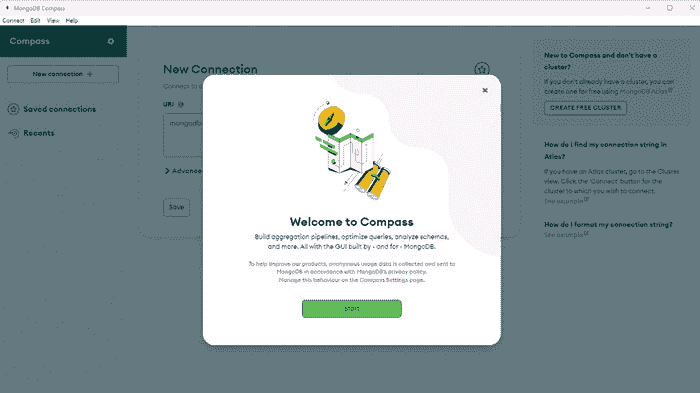 MongoDB Compass
Connect Edit View Help
Compass
New connection +
Saved connections
Recents
New Connection
Connect to
URI
mongodb
Advance
Save
New to Compass and don't have a
cluster?
If you don't already have a cluster, you can
create one for free using MongoDB Atlas
CREATE FREE CLUSTER
How do I find my connection string in
Atlas?
If you have an Atlas cluster, go to the Cluster
view. Click the 'Connect' button for the
cluster to which you wish to connect.
See example
How do I format my connection string?
See example
Welcome to Compass
Build aggregation pipelines, optimize queries, analyze schemas,
and more. All with the GUI built by - and for - MongoDB.
To help improve our products, anonymous usage data is collected and sent to
MongoDB in accordance with MongoDB's privacy policy.
Manage this behaviour on the Compass Settings page.
Start